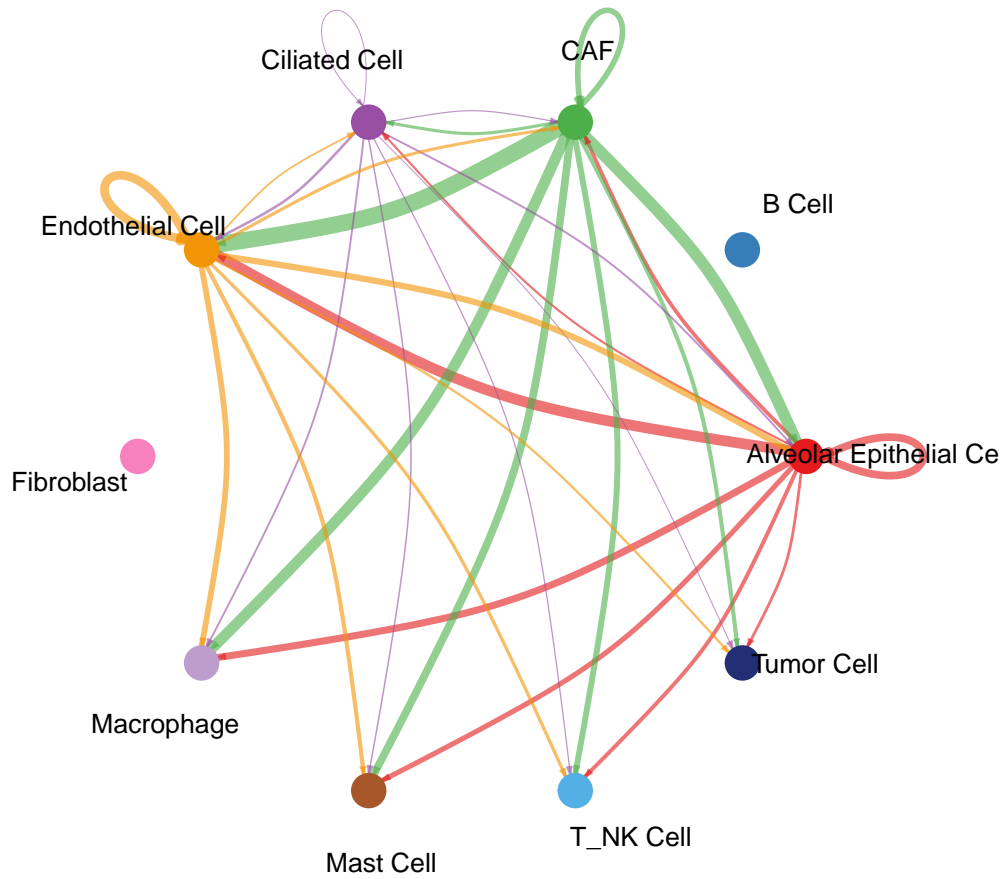 CAF
Ciliated Cell
B Cell
Endothelial Cell
Alveolar Epithelial Ce
Fibroblast
Tumor Cell
Macrophage
T_NK Cell
Mast Cell